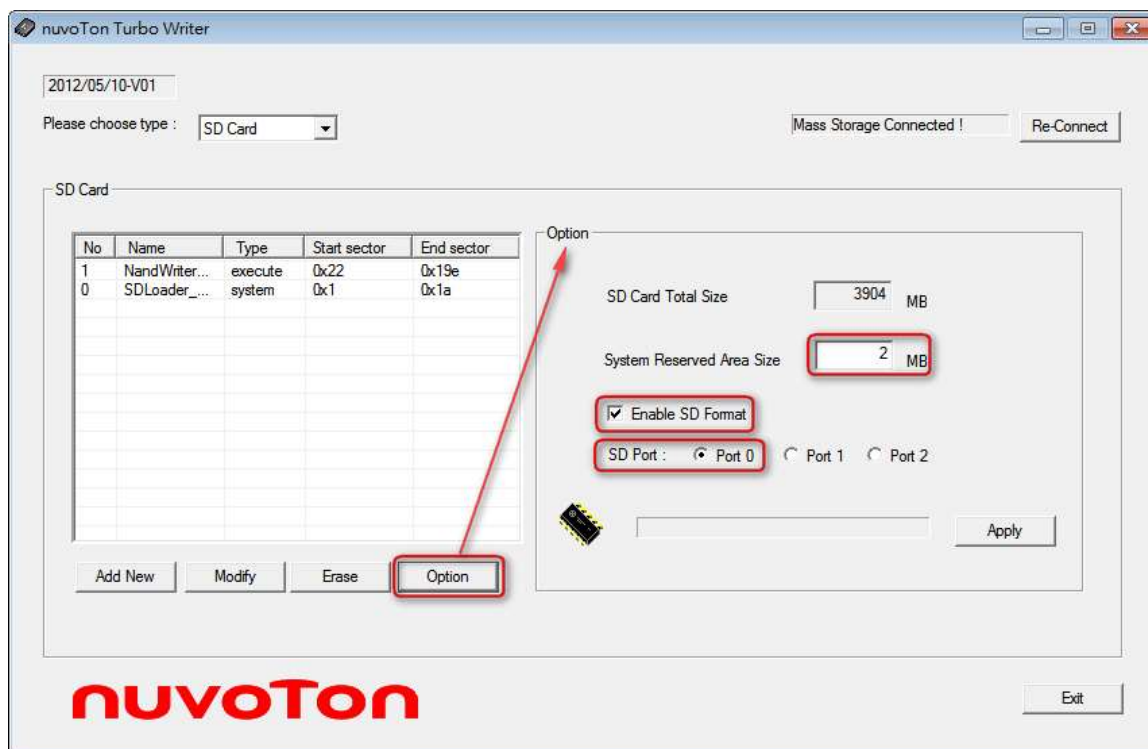 nuvoTon Turbo Writer
2012/05/10-V01
Please choose type : SD Card Mass Storage Connected ! Re-Connect
SD Card
No Name Type Start sector End sector
1 NandWriter... execute 0x22 0x19e
0 SDLoader_... system 0x1 0x1a
Option
SD Card Total Size 3904 MB
System Reserved Area Size 2 MB
Enable SD Format
SD Port : Port 0 Port 1 Port 2
Apply
Add New Modify Erase Option
nuvoTon
Exit